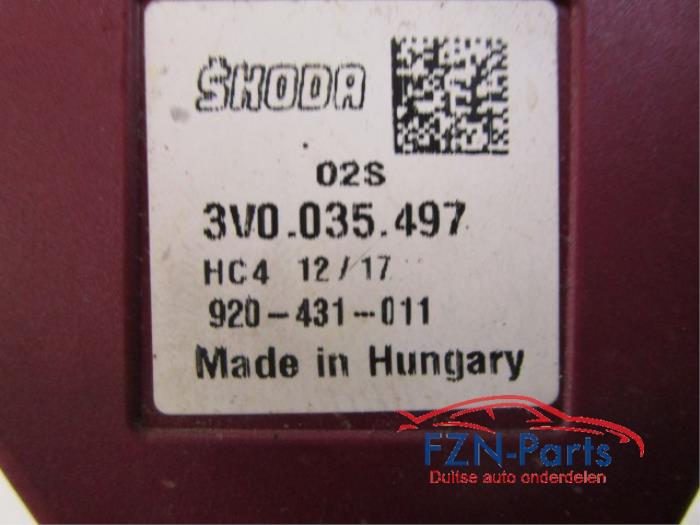 ŠKODA
02S
3V0.035.497
HC4 12/17
920-431-011
Made in Hungary
FZN-Parts
Duitse auto onderdelen